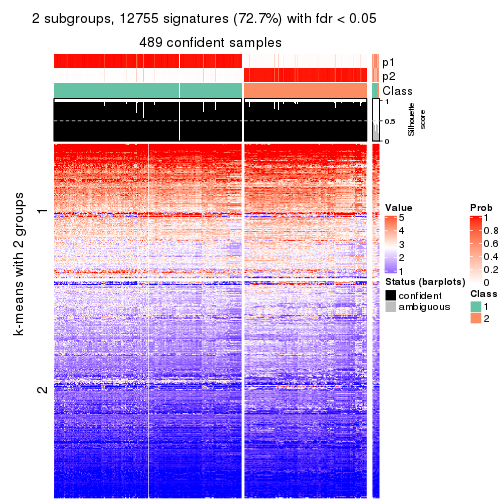 2 subgroups, 12755 signatures (72.7%) with fdr < 0.05
489 confident samples
p1
p2
Class
1
0.5
0
Silhouette
score
k-means with 2 groups
1
2
Value
5
4
3
2
1
Status (barplots)
confident
ambiguous
Prob
1
0.8
0.6
0.4
0.2
0
Class
1
2